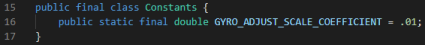 15 public final class Constants {
16 public static final double GYRO_ADJUST_SCALE_COEFFICIENT = .01;
17 }